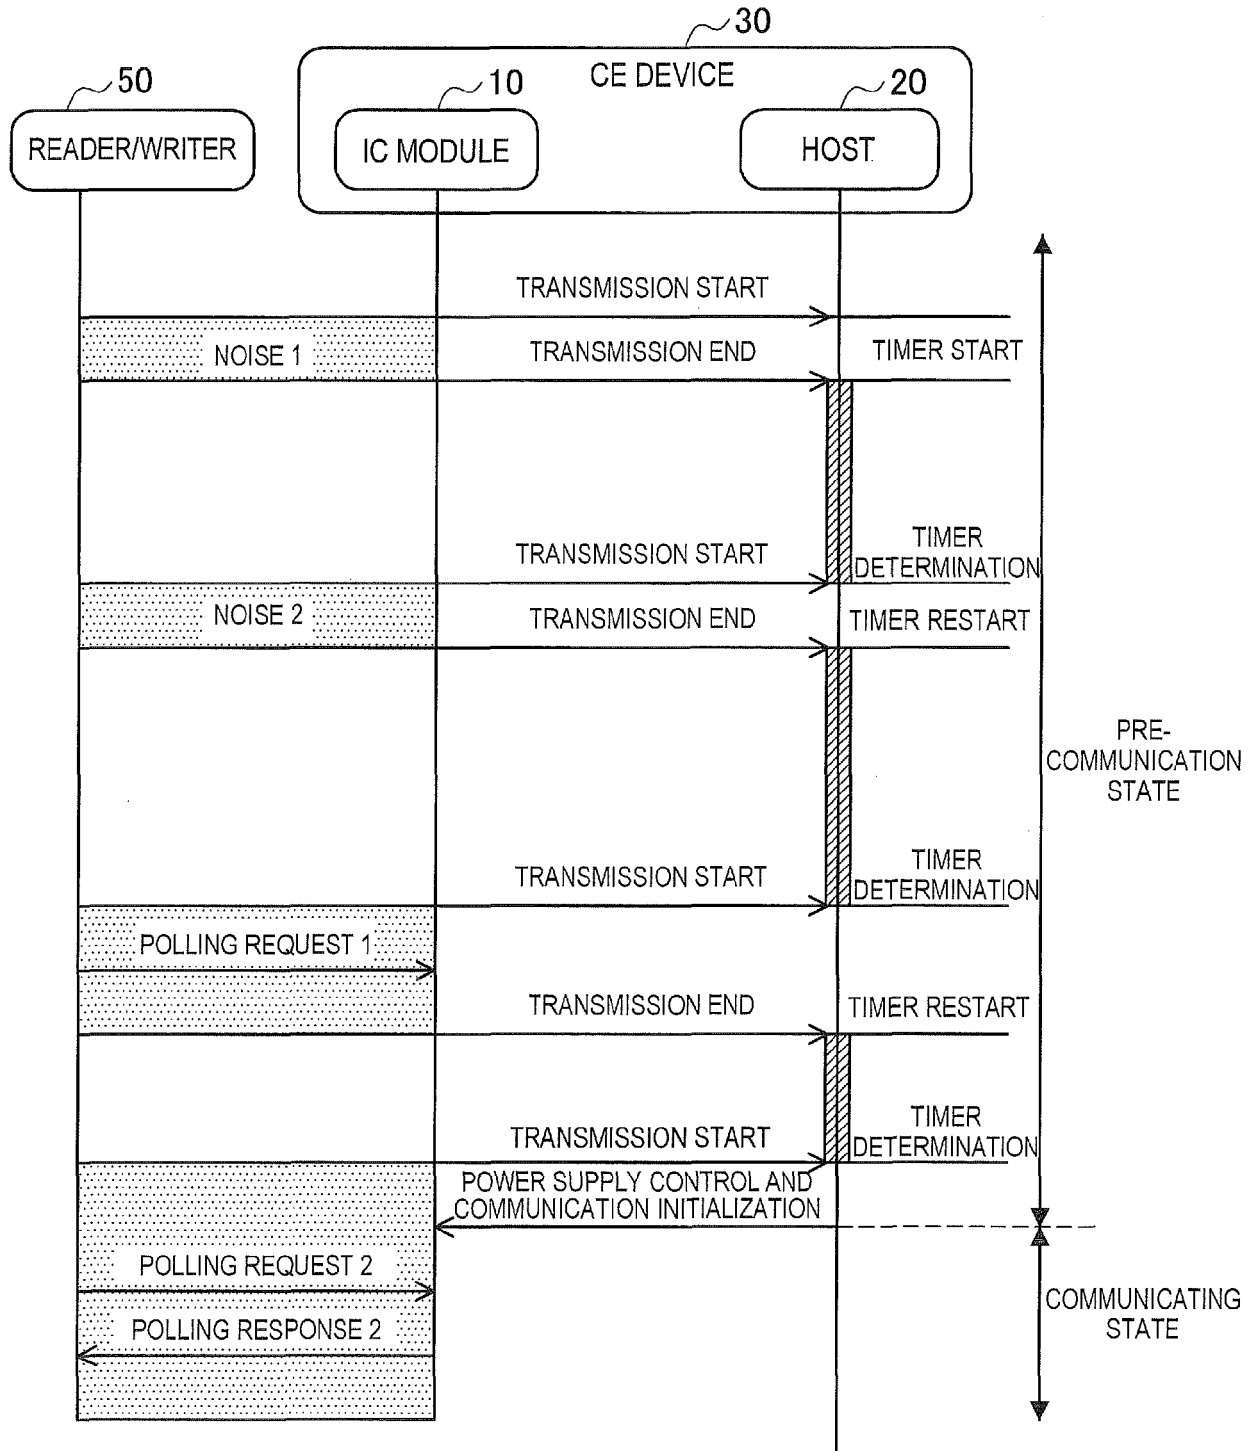 30
CE DEVICE
50
10
20
READER/WRITER
IC MODULE
HOST
TRANSMISSION START
NOISE 1
TRANSMISSION END
TIMER START
TRANSMISSION START
TIMER
DETERMINATION
NOISE 2
TRANSMISSION END
TIMER RESTART
PRE-
COMMUNICATION
STATE
TRANSMISSION START
TIMER
DETERMINATION
POLLING REQUEST 1
TRANSMISSION END
TIMER RESTART
TRANSMISSION START
TIMER
DETERMINATION
POWER SUPPLY CONTROL AND
COMMUNICATION INITIALIZATION
POLLING REQUEST 2
COMMUNICATING
STATE
POLLING RESPONSE 2